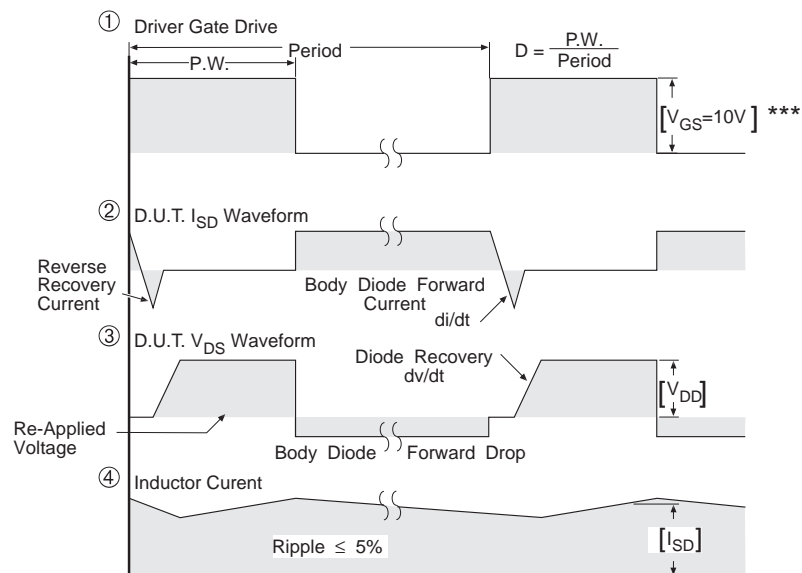 ① Driver Gate Drive
Period
P.W.
D = P.W. / Period
[VGS=10V] ***
② D.U.T. ISD Waveform
Reverse
Recovery
Current
Body Diode Forward
Current
di/dt
③ D.U.T. VDS Waveform
Diode Recovery
dv/dt
[VDD]
Re-Applied
Voltage
Body Diode Forward Drop
④ Inductor Curent
Ripple ≤ 5%
[ISD]